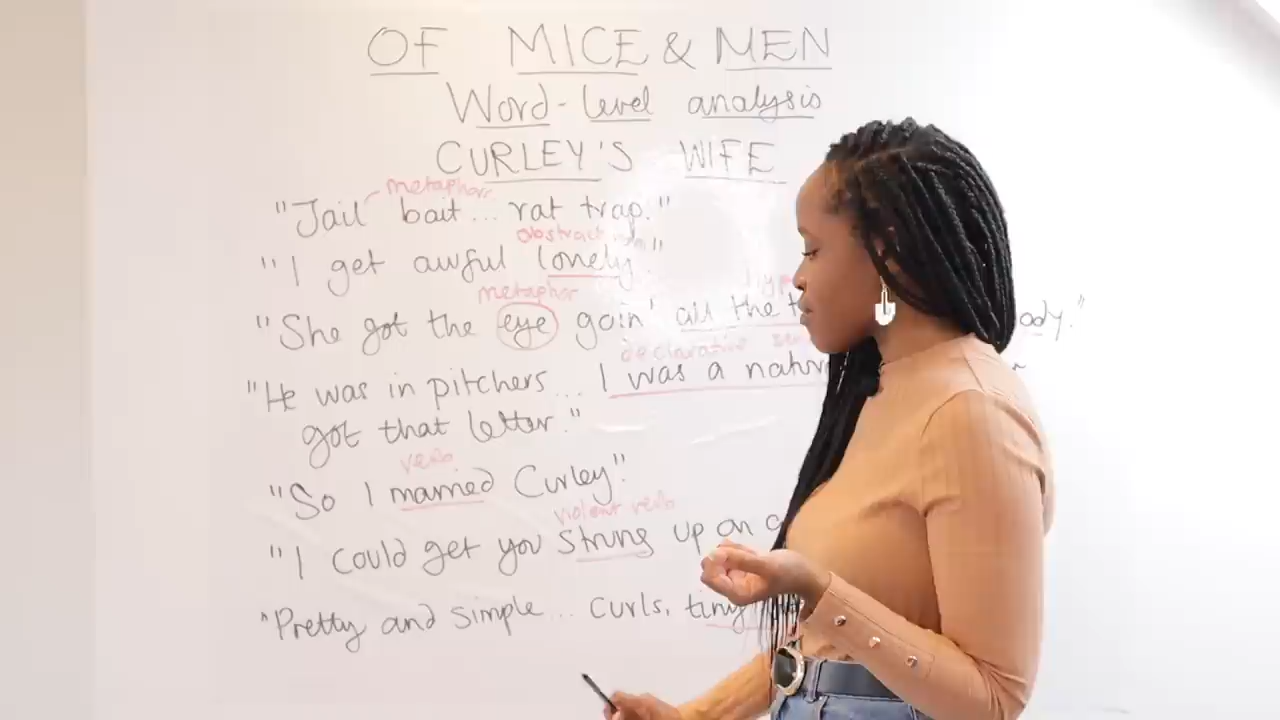 OF MICE & MEN
Word-level analysis
CURLEY'S WIFE
metaphor
"Jail bait... rat trap."
abstract
"I get awful lonely."
metaphor
"She got the eye goin' all the
declarative
"He was in pitchers... I was a
got that letter."
verb
"So I married Curley."
violent verb
"I could get you strung up on a
"Pretty and simple... curls, tiny